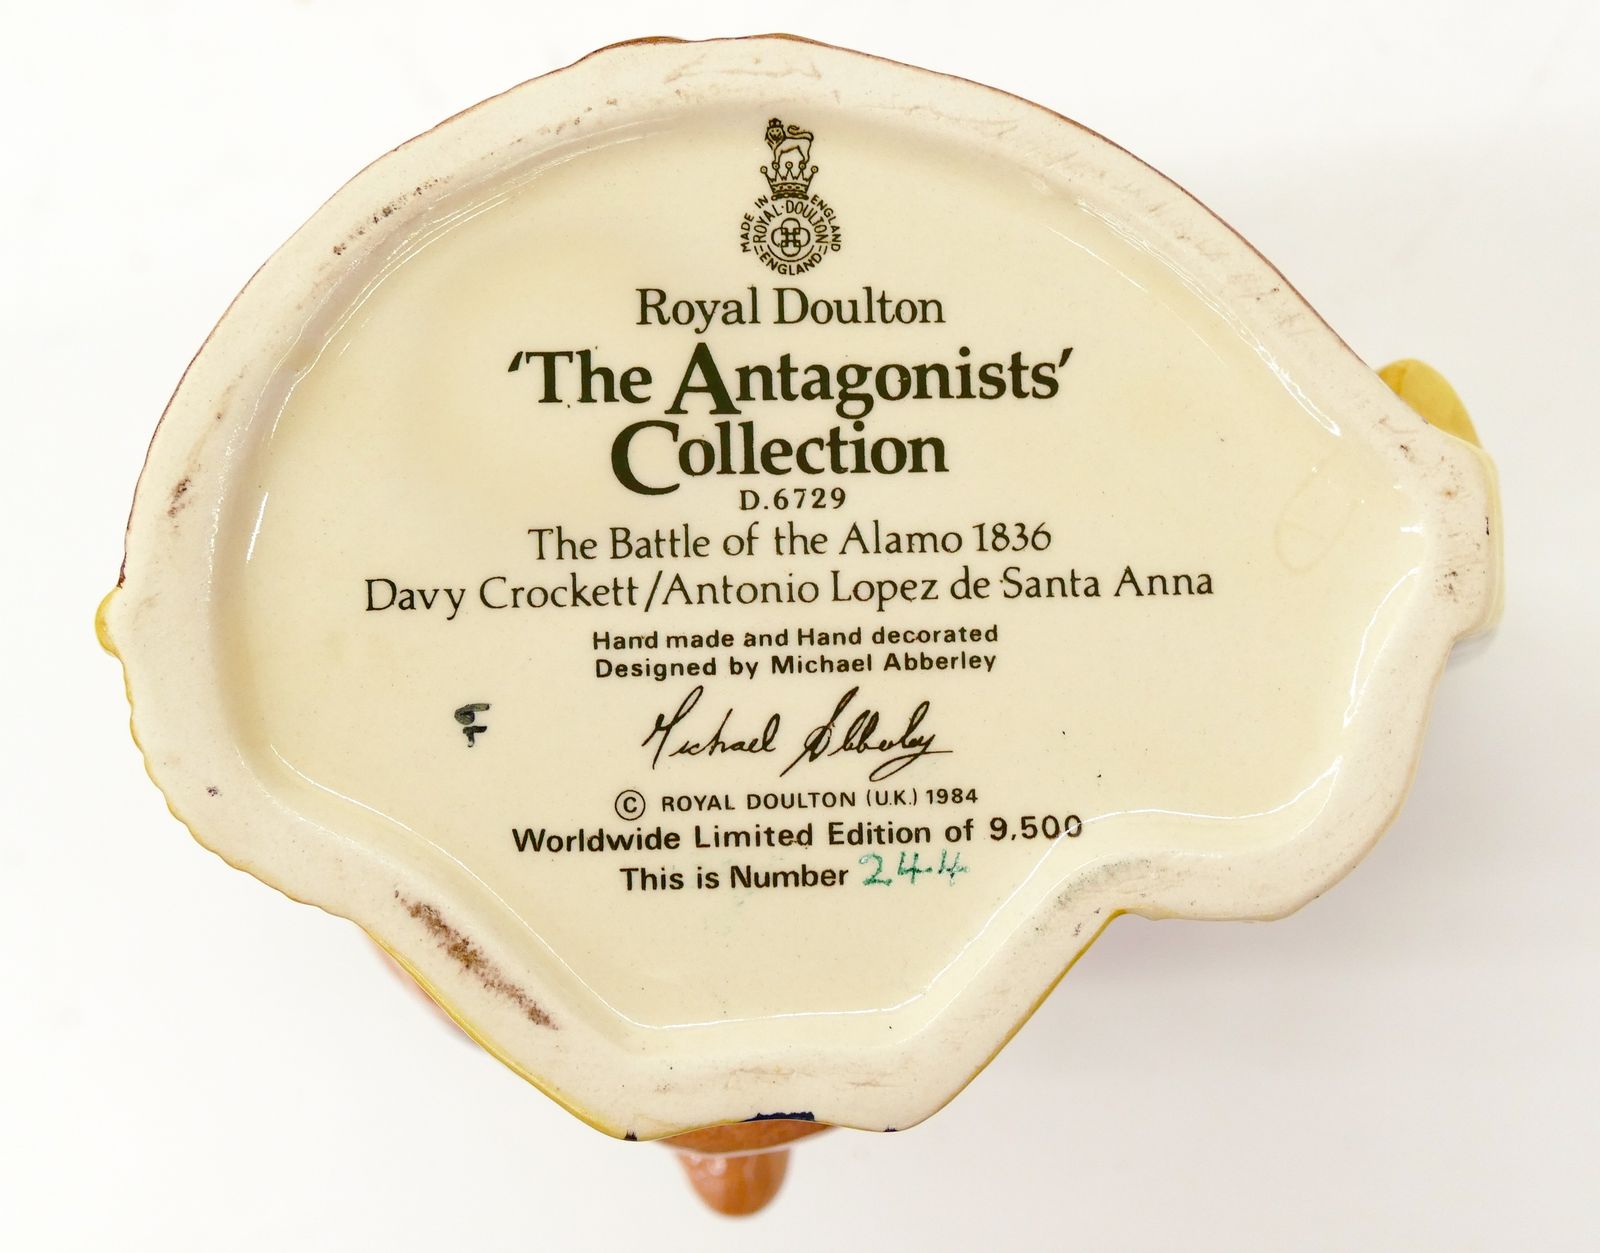 MADE IN ENGLAND
ROYAL·DOULTON
ENGLAND
Royal Doulton
‘The Antagonists’
Collection
D.6729
The Battle of the Alamo 1836
Davy Crockett/Antonio Lopez de Santa Anna
Hand made and Hand decorated
Designed by Michael Abberley
Michael Abberley
© ROYAL DOULTON (U.K.) 1984
Worldwide Limited Edition of 9,500
This is Number 244